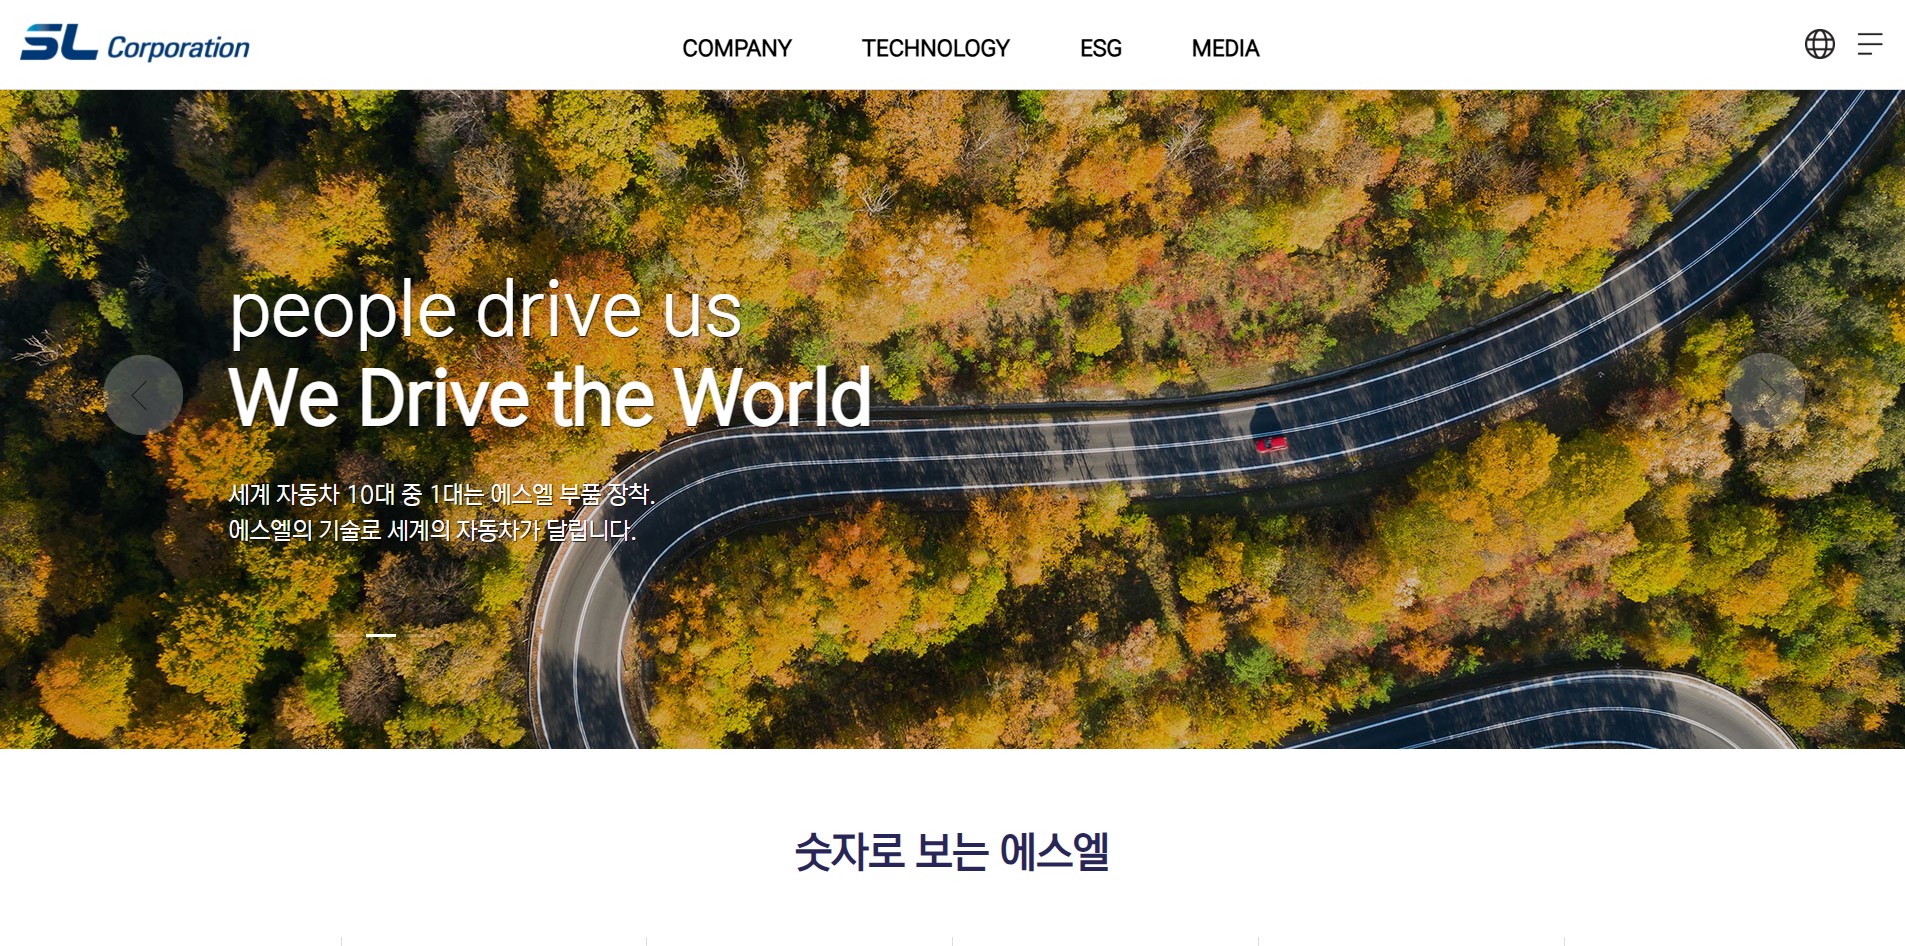 SL Corporation
COMPANY
TECHNOLOGY
ESG
MEDIA
people drive us
We Drive the World
세계 자동차 10대 중 1대는 에스엘 부품 장착.
에스엘의 기술로 세계의 자동차가 달립니다.
숫자로 보는 에스엘